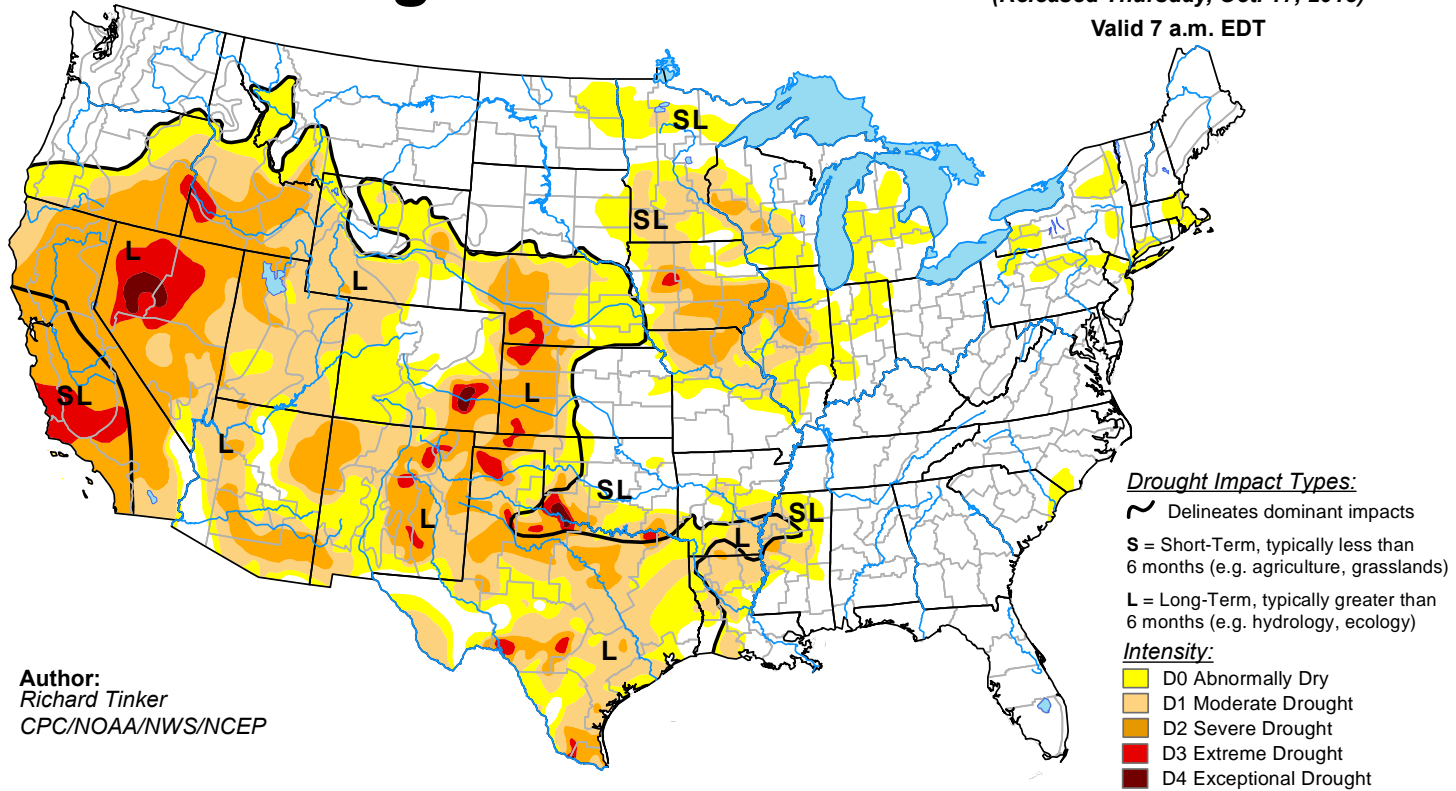 Valid 7 a.m. EDT
SL
SL
L
L
SL
L
L
SL
L
SL
L
L
Drought Impact Types:
Delineates dominant impacts
S = Short-Term, typically less than
6 months (e.g. agriculture, grasslands)
L = Long-Term, typically greater than
6 months (e.g. hydrology, ecology)
Intensity:
D0 Abnormally Dry
D1 Moderate Drought
D2 Severe Drought
D3 Extreme Drought
D4 Exceptional Drought
Author:
Richard Tinker
CPC/NOAA/NWS/NCEP